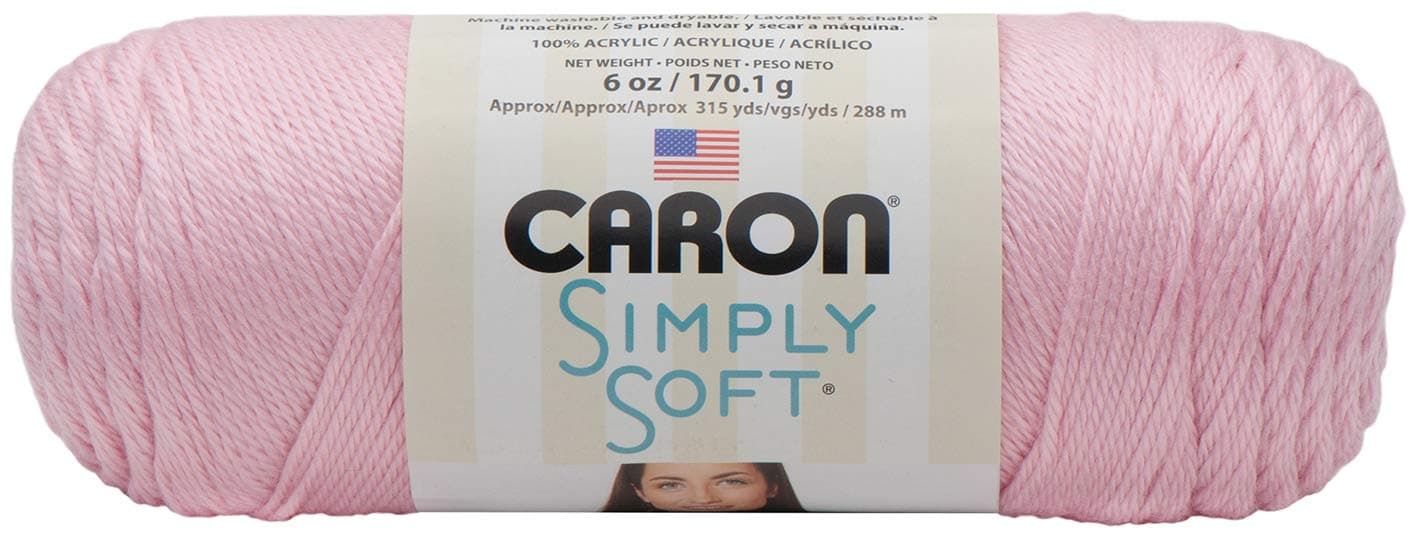 Machine washable and dryable. / Lavable et séchable à
la machine. / Se puede lavar y secar a máquina.
100% ACRYLIC / ACRYLIQUE / ACRÍLICO
NET WEIGHT • POIDS NET • PESO NETO
6 oz / 170.1 g
Approx/Approx/Aprox 315 yds/vgs/yds / 288 m
CARON®
SIMPLY
SOFT®